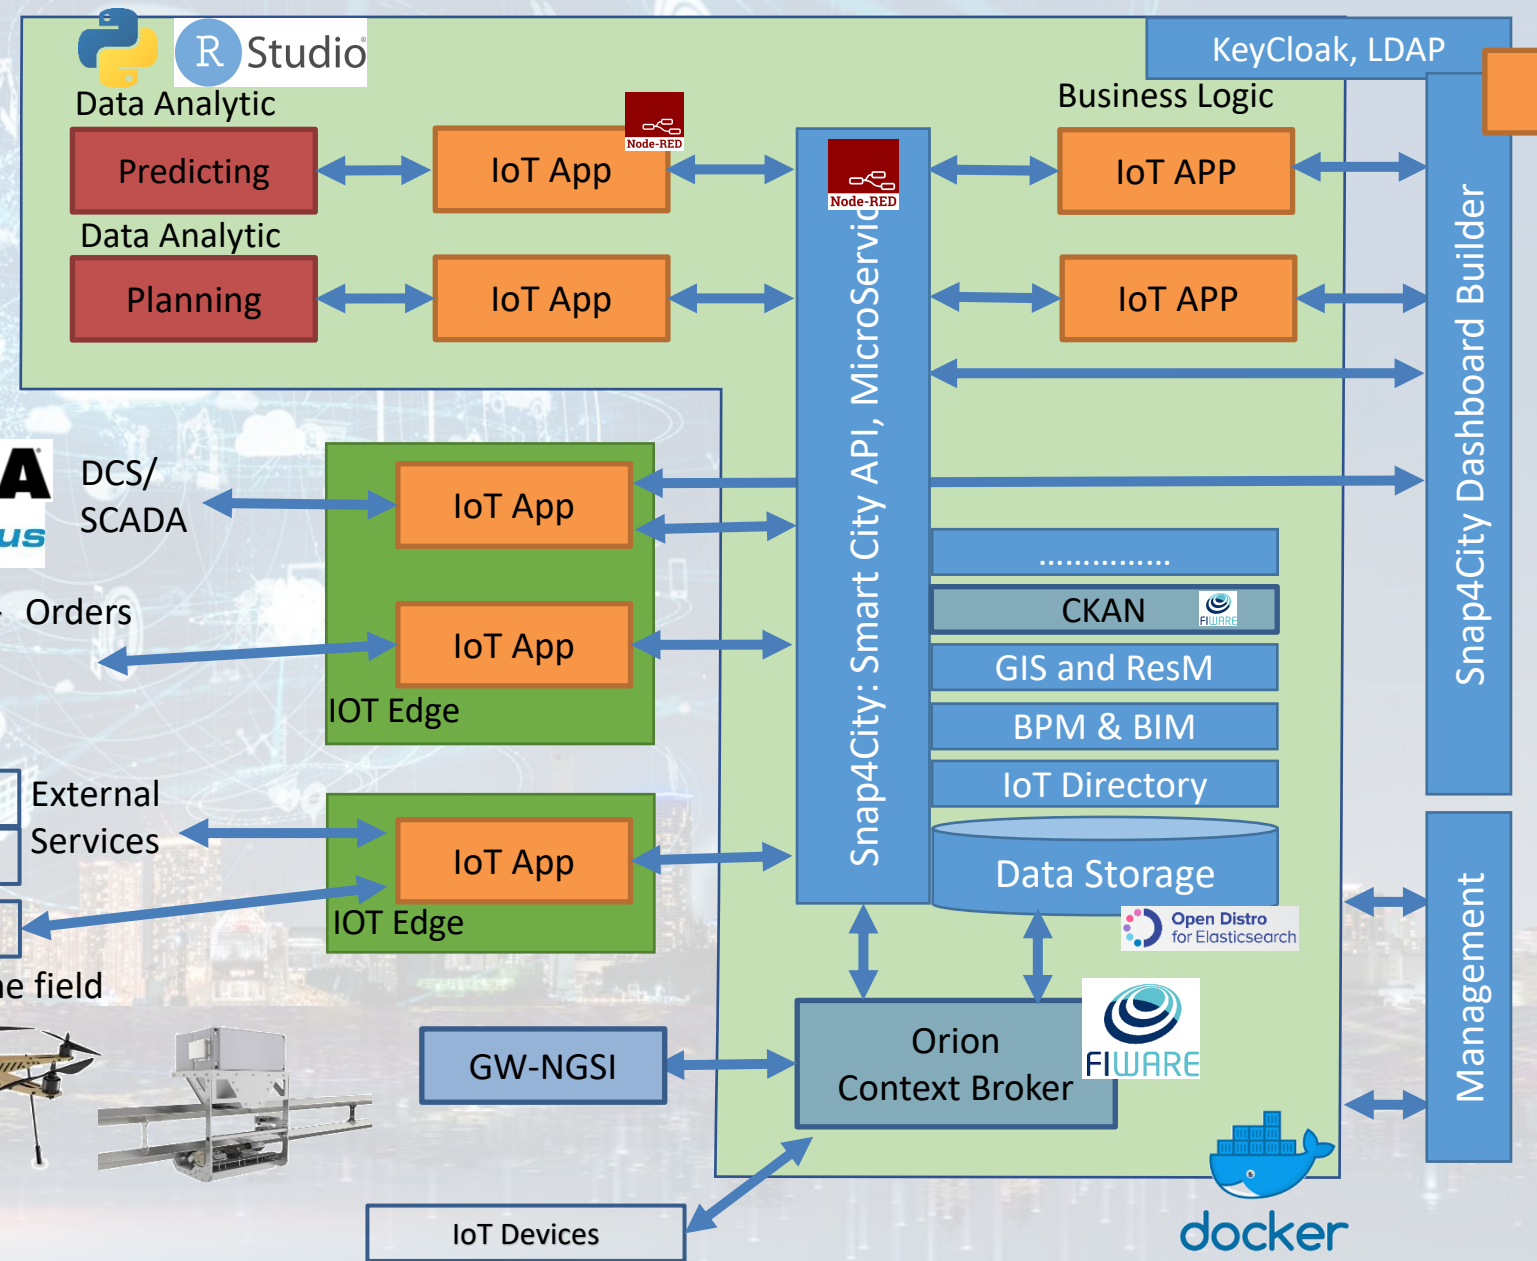 R Studio
KeyCloak, LDAP
Data Analytic
Business Logic
Predicting
IoT App
Node-RED
Node-RED
IoT APP
Data Analytic
Planning
IoT App
IoT APP
Snap4City: Smart City API, MicroServic
Snap4City Dashboard Builder
DCS/
SCADA
IoT App
Orders
IoT App
IOT Edge
……………
CKAN
FIWARE
GIS and ResM
BPM & BIM
IoT Directory
External
Services
IoT App
IOT Edge
Data Storage
Open Distro
for Elasticsearch
Management
field
GW-NGSI
Orion
Context Broker
FIWARE
IoT Devices
docker